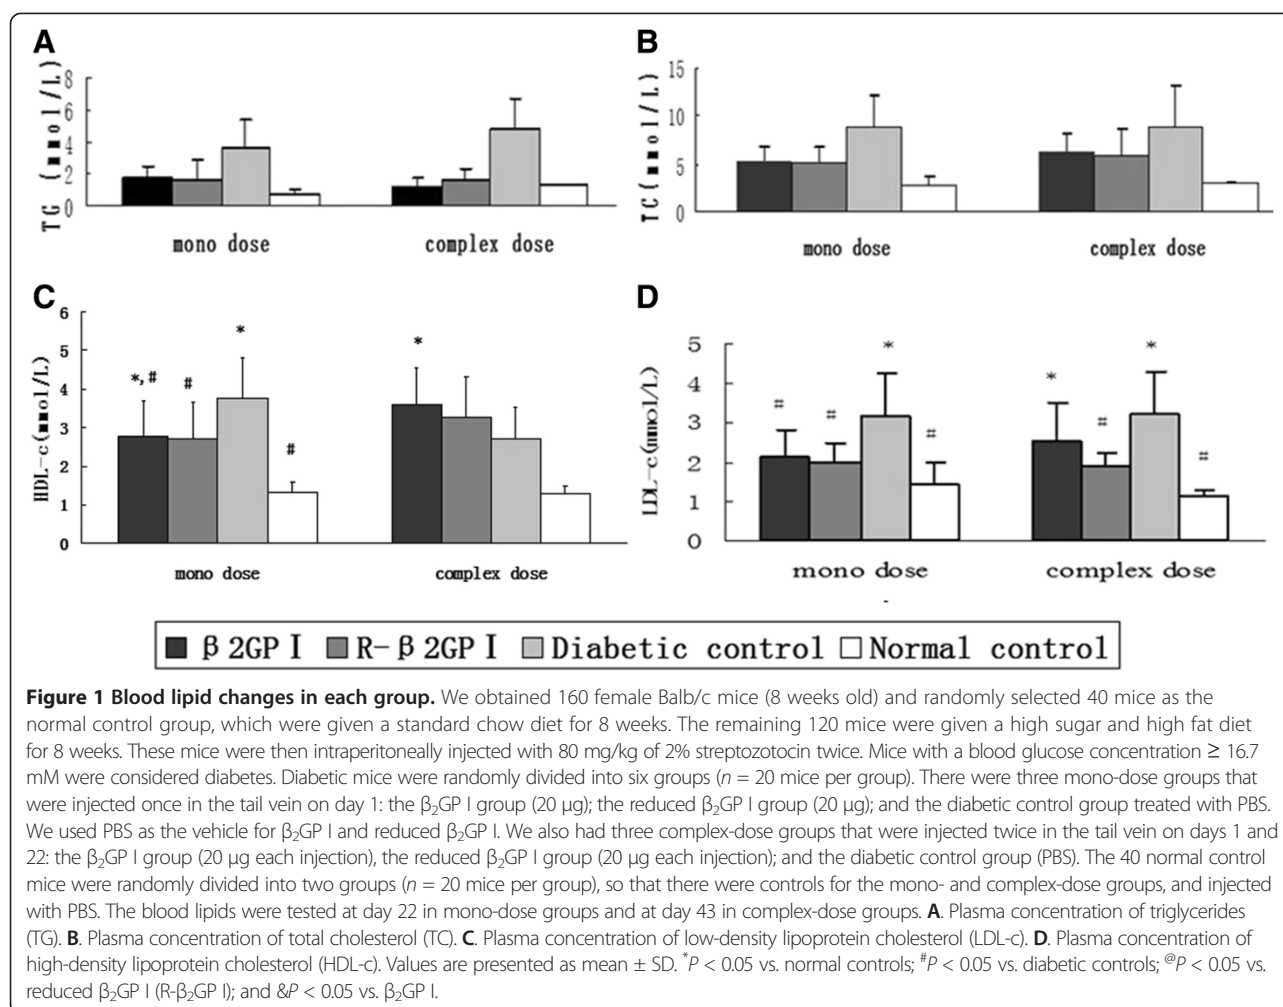 A
B
TG (mmol/L)
8
6
4
2
0
mono dose
complex dose
TC(mmol/L)
15
10
5
0
mono dose
complex dose
C
D
HDL-c(mmol/L)
6
5
4
3
2
1
0
*,#
#
*
#
*
mono dose
complex dose
LDL-c(mmol/L)
5
4
3
2
1
0
#
#
*
#
*
#
*
#
mono dose
complex dose
β2GPⅠ R-β2GPⅠ Diabetic control Normal control
Figure 1 Blood lipid changes in each group. We obtained 160 female Balb/c mice (8 weeks old) and randomly selected 40 mice as the
normal control group, which were given a standard chow diet for 8 weeks. The remaining 120 mice were given a high sugar and high fat diet
for 8 weeks. These mice were then intraperitoneally injected with 80 mg/kg of 2% streptozotocin twice. Mice with a blood glucose concentration ≥ 16.7
mM were considered diabetes. Diabetic mice were randomly divided into six groups (n = 20 mice per group). There were three mono-dose groups that
were injected once in the tail vein on day 1: the β₂GP I group (20 μg); the reduced β₂GP I group (20 μg); and the diabetic control group treated with PBS.
We used PBS as the vehicle for β₂GP I and reduced β₂GP I. We also had three complex-dose groups that were injected twice in the tail vein on days 1 and
22: the β₂GP I group (20 μg each injection), the reduced β₂GP I group (20 μg each injection); and the diabetic control group (PBS). The 40 normal control
mice were randomly divided into two groups (n = 20 mice per group), so that there were controls for the mono- and complex-dose groups, and injected
with PBS. The blood lipids were tested at day 22 in mono-dose groups and at day 43 in complex-dose groups. A. Plasma concentration of triglycerides
(TG). B. Plasma concentration of total cholesterol (TC). C. Plasma concentration of low-density lipoprotein cholesterol (LDL-c). D. Plasma concentration of
high-density lipoprotein cholesterol (HDL-c). Values are presented as mean ± SD. *P < 0.05 vs. normal controls; #P < 0.05 vs. diabetic controls; @P < 0.05 vs.
reduced β₂GP I (R-β₂GP I); and &P < 0.05 vs. β₂GP I.